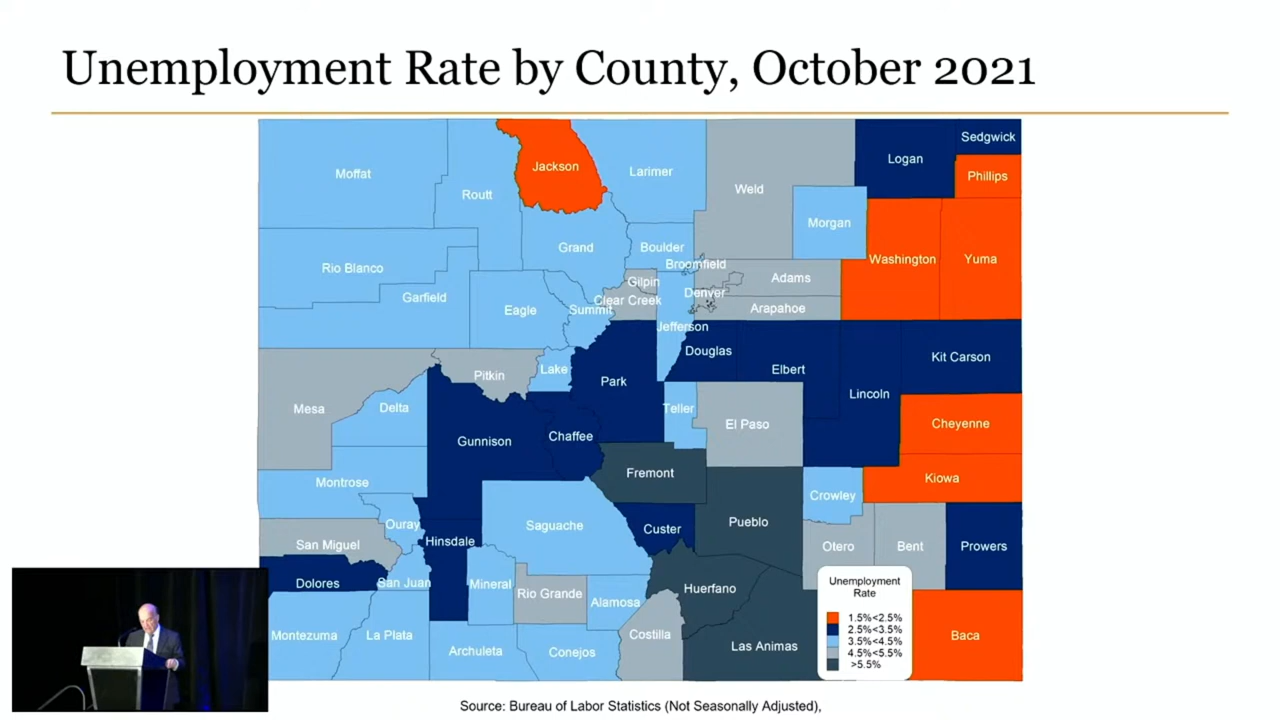 Unemployment Rate by County, October 2021
Sedgwick
Logan
Moffat
Jackson
Larimer
Phillips
Weld
Routt
Morgan
Grand
Boulder
Washington
Yuma
Broomfield
Rio Blanco
Gilpin
Adams
Denver
Garfield
Clear Creek
Eagle
Summit
Arapahoe
Jefferson
Douglas
Kit Carson
Elbert
Lake
Pitkin
Park
Lincoln
Mesa
Delta
Teller
El Paso
Cheyenne
Gunnison
Chaffee
Fremont
Kiowa
Montrose
Crowley
Ouray
Saguache
Custer
Pueblo
San Miguel
Hinsdale
Otero
Bent
Prowers
Dolores
San Juan
Mineral
Rio Grande
Alamosa
Huerfano
Unemployment
Rate
1.5%<2.5%
2.5%<3.5%
3.5%<4.5%
4.5%<5.5%
>5.5%
Montezuma
La Plata
Archuleta
Conejos
Costilla
Las Animas
Baca
Source: Bureau of Labor Statistics (Not Seasonally Adjusted),